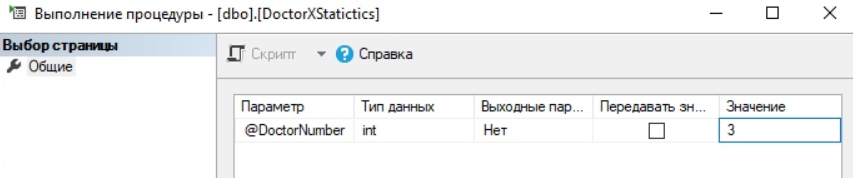 Выполнение процедуры - [dbo].[DoctorXStatictics]
Выбор страницы
Общие
Скрипт Справка
Параметр Тип данных Выходные пар... Передавать зн... Значение
@DoctorNumber int Нет 3